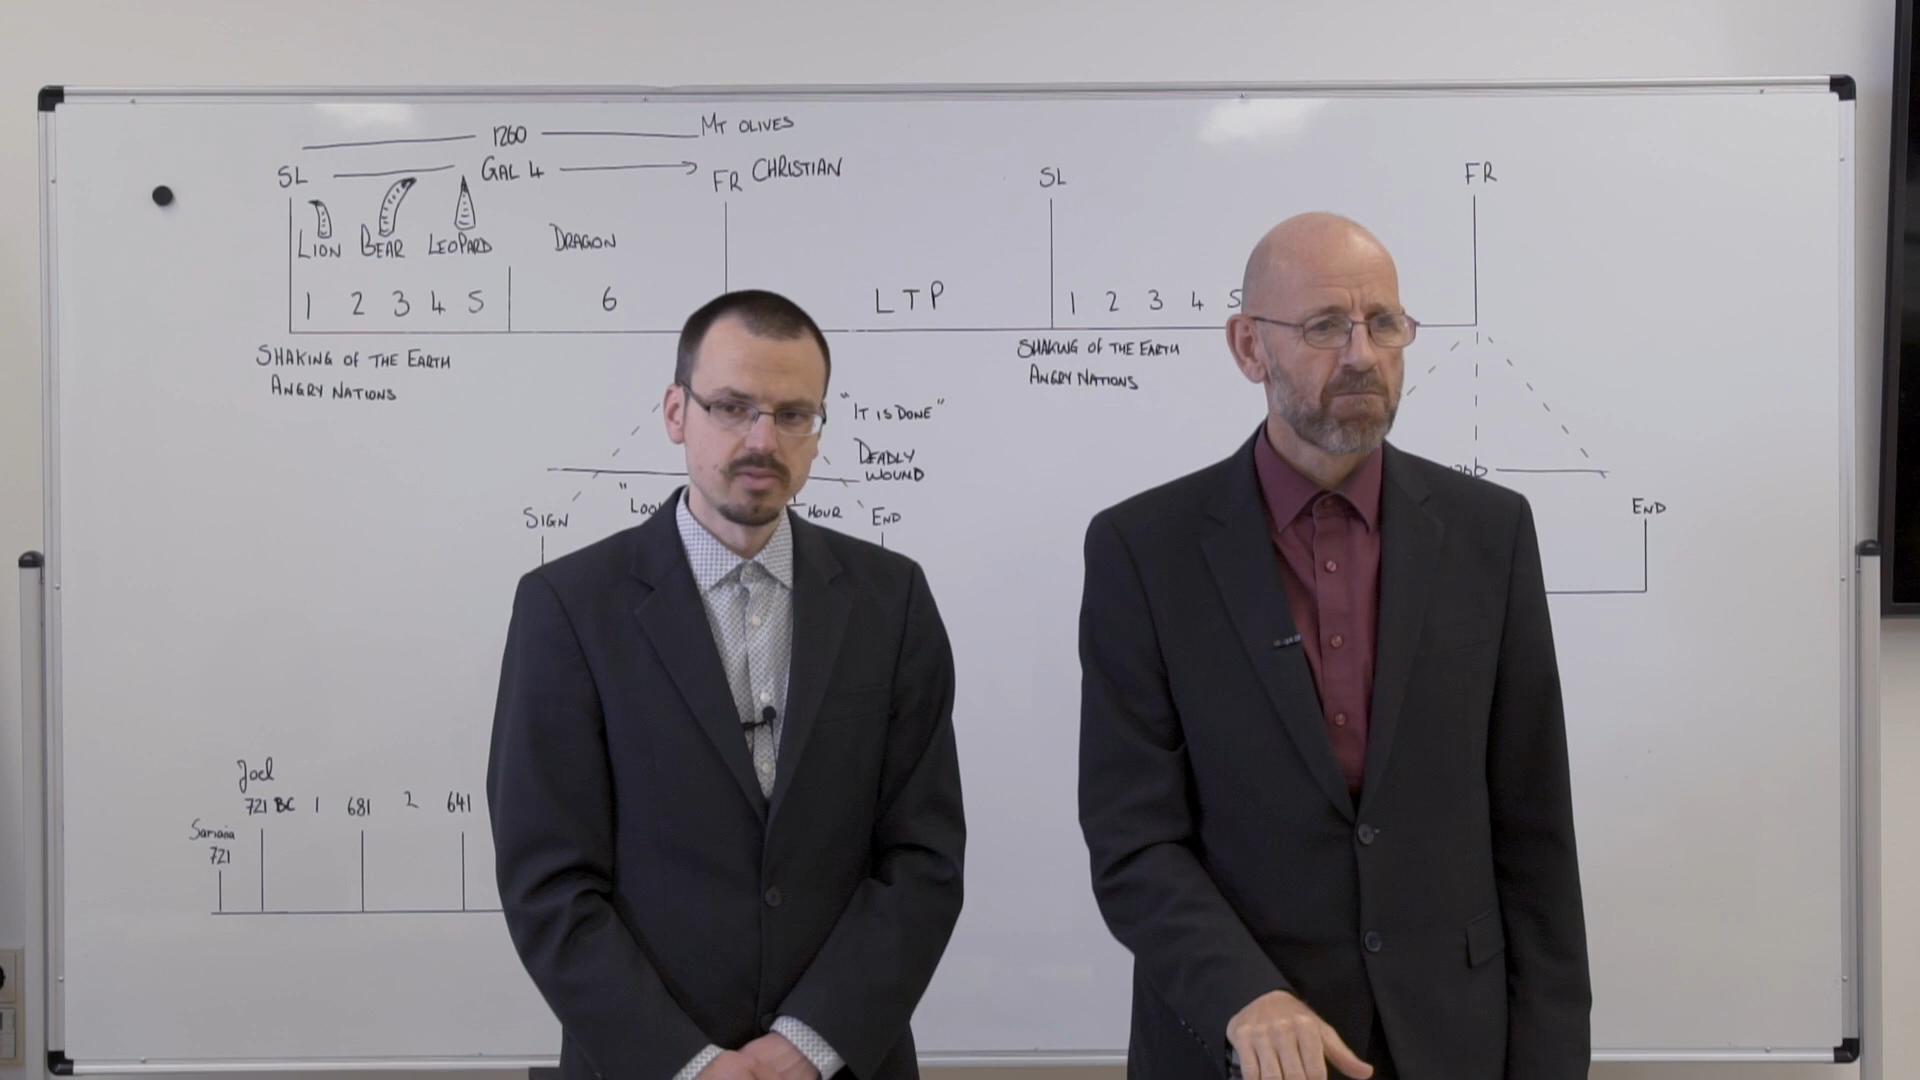 1260
MT OLIVES
SL
GAL 4
FR CHRISTIAN
LION BEAR LEOPARD DRAGON
1 2 3 4 5 6
LTP
SHAKING OF THE EARTH
ANGRY NATIONS
SL
FR
1 2 3 4 5
SHAKING OF THE EARTH
ANGRY NATIONS
"IT IS DONE"
DEADLY
WOUND
SIGN
HOUR
END
END
Joel
721 BC 1 681 2 641
Samaria
721